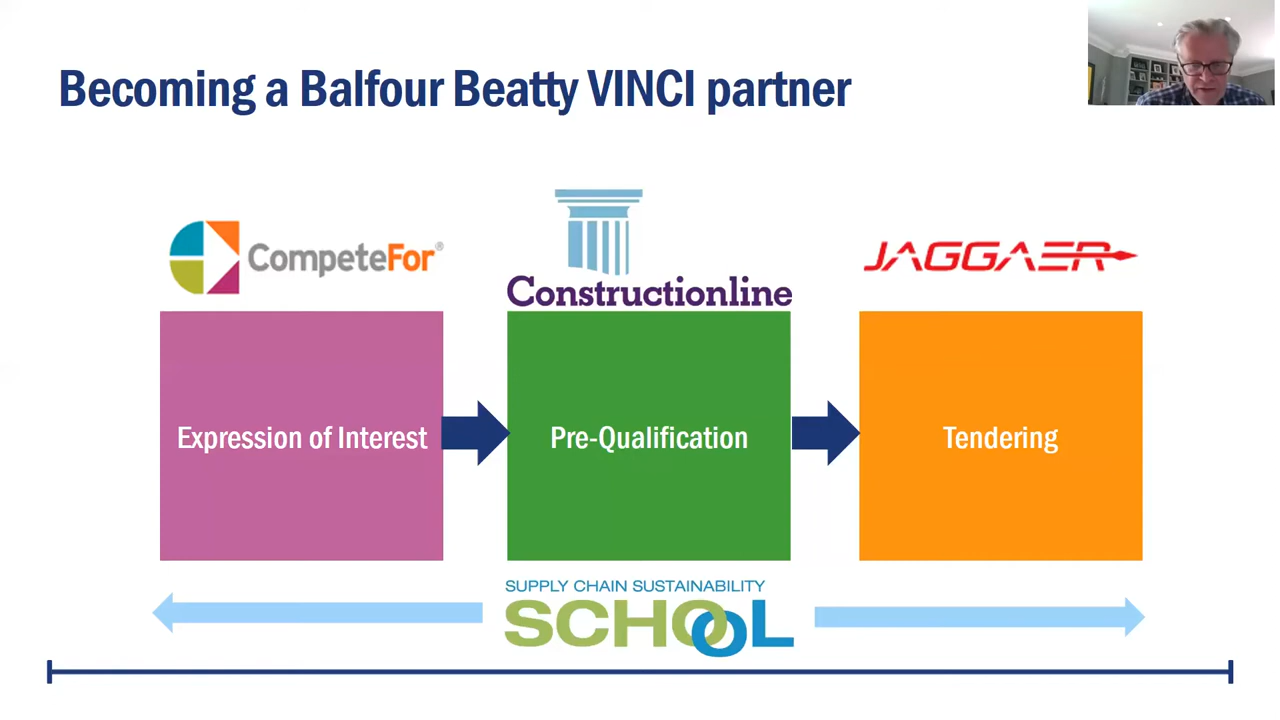 Becoming a Balfour Beatty VINCI partner
CompeteFor®
Constructionline
JAGGAER
Expression of Interest
Pre-Qualification
Tendering
SUPPLY CHAIN SUSTAINABILITY
SCHOOL